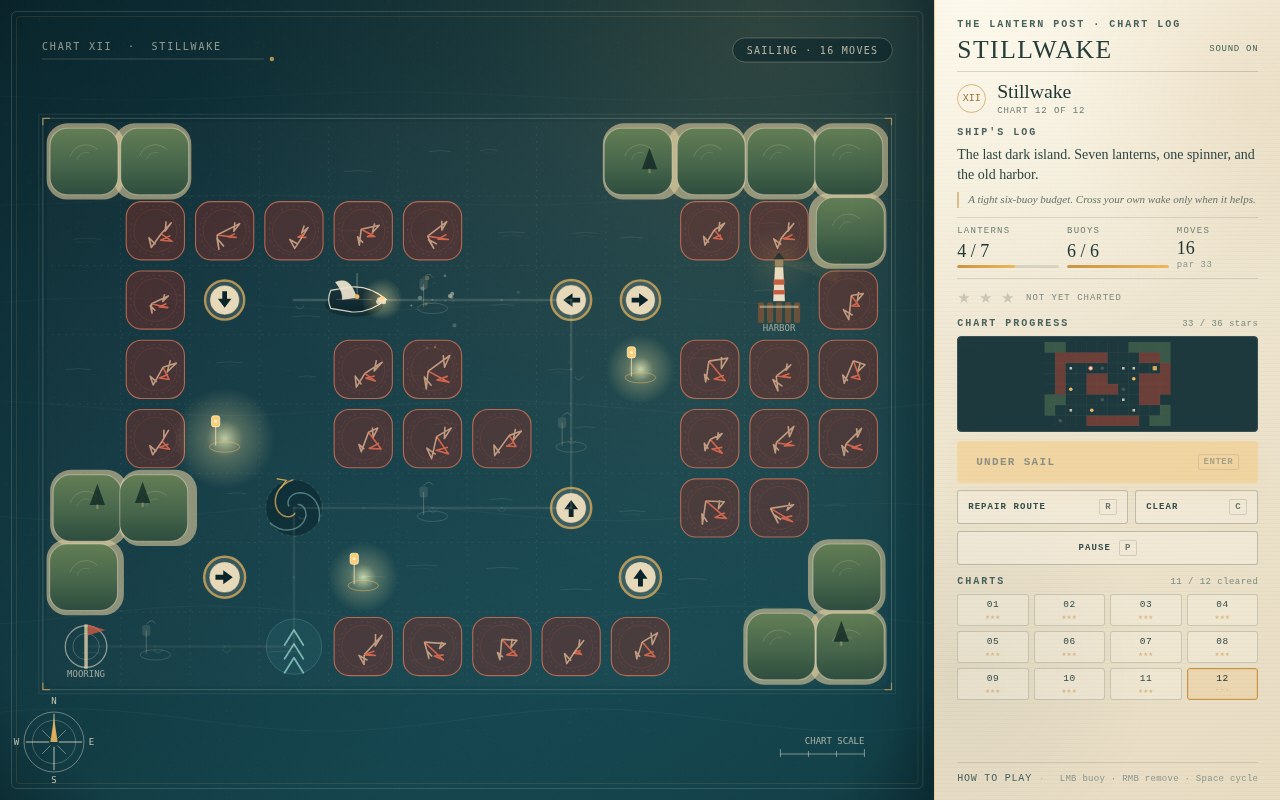 CHART XII · STILLWAKE
SAILING · 16 MOVES
HARBOR
MOORING
N
W
E
S
CHART SCALE
THE LANTERN POST · CHART LOG
STILLWAKE
SOUND ON
XII
Stillwake
CHART 12 OF 12
SHIP'S LOG
The last dark island. Seven lanterns, one spinner, and
the old harbor.
A tight six-buoy budget. Cross your own wake only when it helps.
LANTERNS
4 / 7
BUOYS
6 / 6
MOVES
16
par 33
★ ★ ★ NOT YET CHARTED
CHART PROGRESS
33 / 36 stars
UNDER SAIL
ENTER
REPAIR ROUTE
R
CLEAR
C
PAUSE
P
CHARTS
11 / 12 cleared
01
★★★
02
★★★
03
★★★
04
★★★
05
★★★
06
★★★
07
★★★
08
★★★
09
★★★
10
★★★
11
★★★
12
HOW TO PLAY
LMB buoy · RMB remove · Space cycle